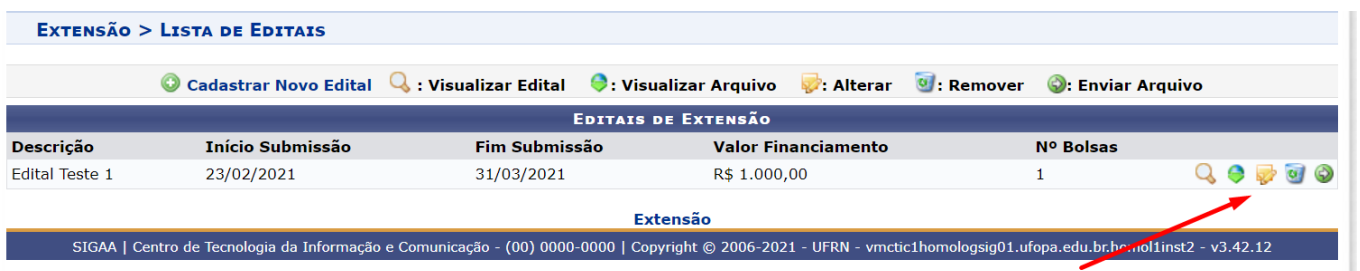 Extensão > Lista de Editais
Cadastrar Novo Edital : Visualizar Edital : Visualizar Arquivo : Alterar : Remover : Enviar Arquivo
Editais de Extensão
Descrição Início Submissão Fim Submissão Valor Financiamento Nº Bolsas
Edital Teste 1 23/02/2021 31/03/2021 R$ 1.000,00 1
Extensão
SIGAA | Centro de Tecnologia da Informação e Comunicação - (00) 0000-0000 | Copyright © 2006-2021 - UFRN - vmctic1homologsig01.ufopa.edu.br.homol1inst2 - v3.42.12